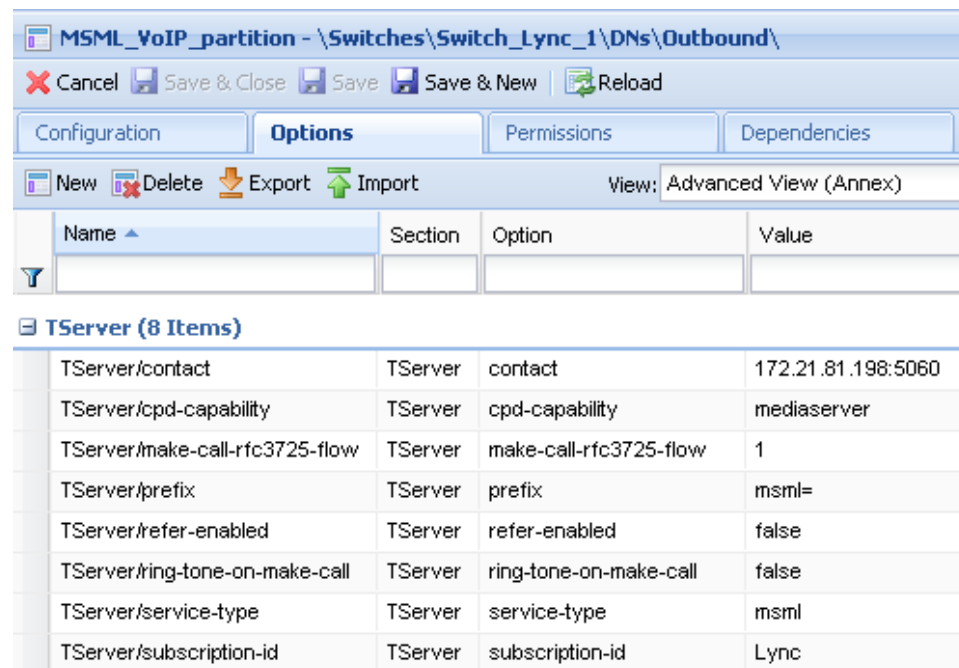 MSML_VoIP_partition - \Switches\Switch_Lync_1\DNs\Outbound\
Cancel Save & Close Save Save & New Reload
Configuration Options Permissions Dependencies
New Delete Export Import View: Advanced View (Annex)
Name Section Option Value
TServer (8 Items)
TServer/contact TServer contact 172.21.81.198:5060
TServer/cpd-capability TServer cpd-capability mediaserver
TServer/make-call-rfc3725-flow TServer make-call-rfc3725-flow 1
TServer/prefix TServer prefix msml=
TServer/refer-enabled TServer refer-enabled false
TServer/ring-tone-on-make-call TServer ring-tone-on-make-call false
TServer/service-type TServer service-type msml
TServer/subscription-id TServer subscription-id Lync